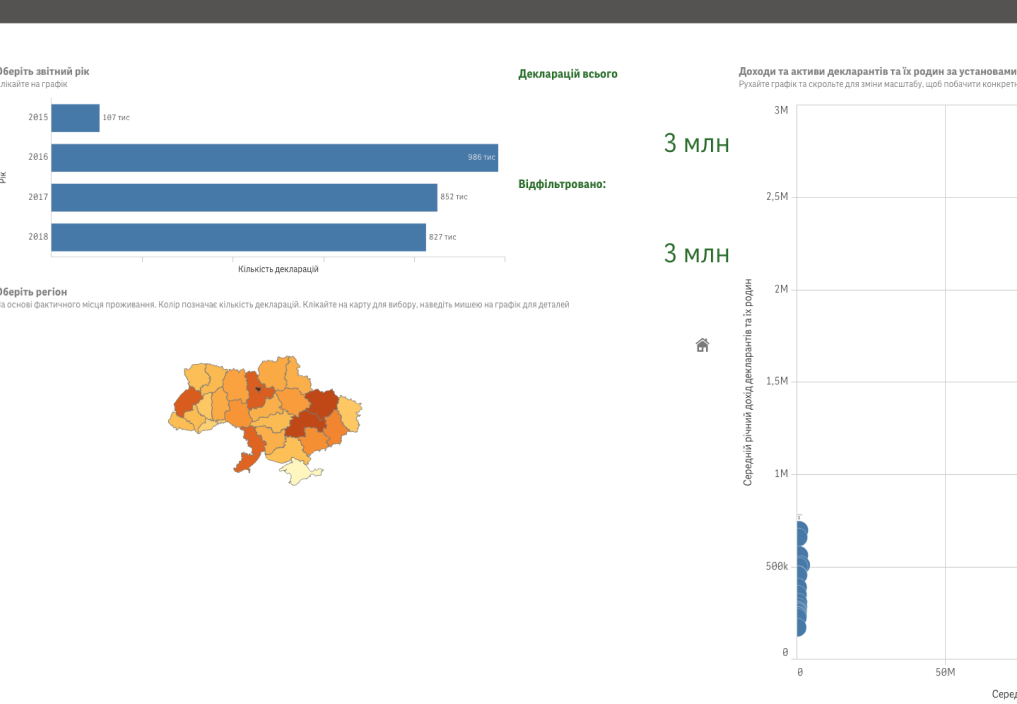 Оберіть звітний рік
Клікайте на графік
2015
107 тис
2016
986 тис
2017
852 тис
2018
827 тис
Рік
Кількість декларацій
Декларацій всього
3 млн
Відфільтровано:
3 млн
Оберіть регіон
На основі фактичного місця проживання. Колір позначає кількість декларацій. Клікайте на карту для вибору, наведіть мишею на графік для деталей
Доходи та активи декларантів та їх родин за установами
Рухайте графік та скрольте для зміни масштабу, щоб побачити конкретн
Середній річний дохід декларантів та їх родин
3M
2,5M
2M
1,5M
1M
500k
0
0
50M
Серед